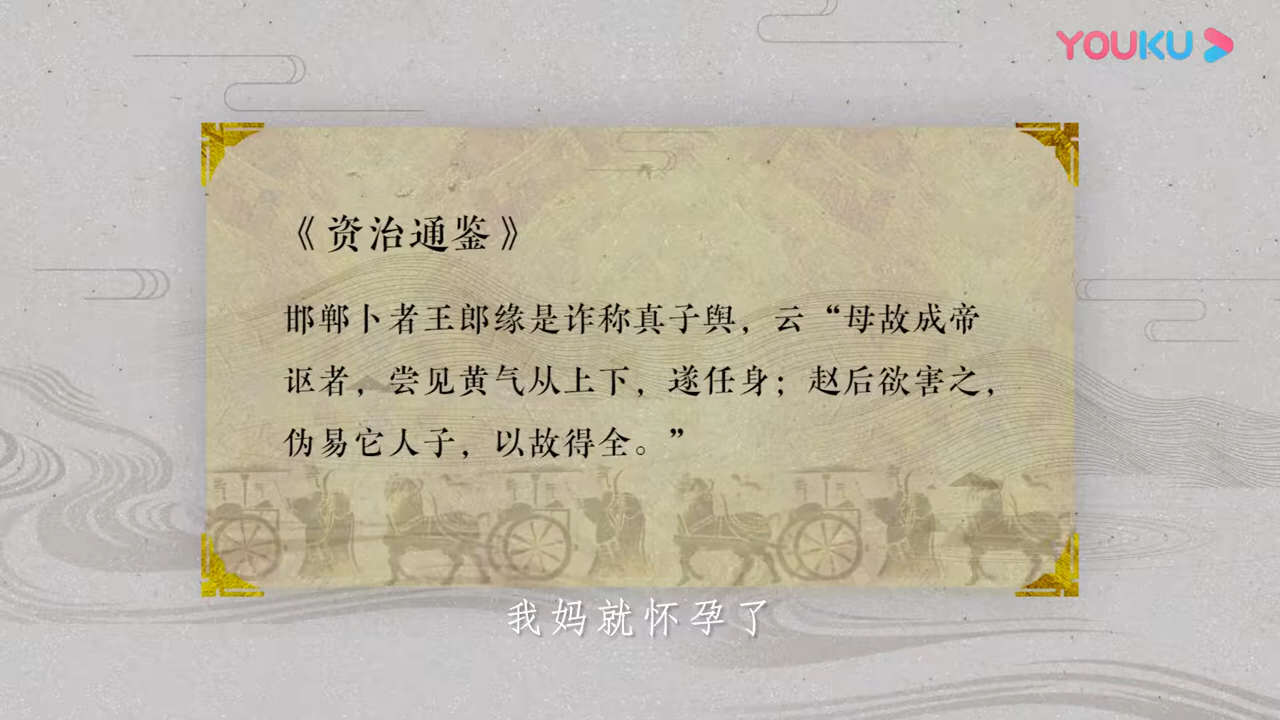 YOUKU
《资治通鉴》
邯郸卜者王郎缘是诈称真子舆，云“母故成帝
讴者，尝见黄气从上下，遂任身；赵后欲害之，
伪易它人子，以故得全。”
我妈就怀孕了